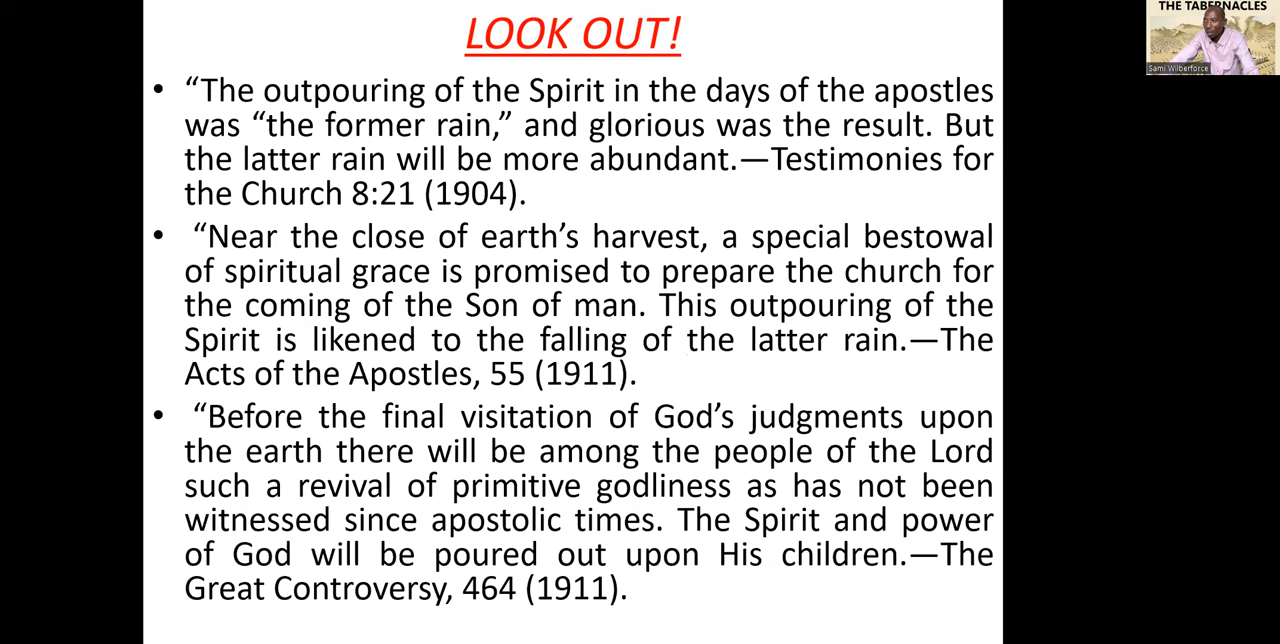 LOOK OUT!
THE TABERNACLES
Sami Wilberforce
• “The outpouring of the Spirit in the days of the apostles
was “the former rain,” and glorious was the result. But
the latter rain will be more abundant.—Testimonies for
the Church 8:21 (1904).
• “Near the close of earth’s harvest, a special bestowal
of spiritual grace is promised to prepare the church for
the coming of the Son of man. This outpouring of the
Spirit is likened to the falling of the latter rain.—The
Acts of the Apostles, 55 (1911).
• “Before the final visitation of God’s judgments upon
the earth there will be among the people of the Lord
such a revival of primitive godliness as has not been
witnessed since apostolic times. The Spirit and power
of God will be poured out upon His children.—The
Great Controversy, 464 (1911).